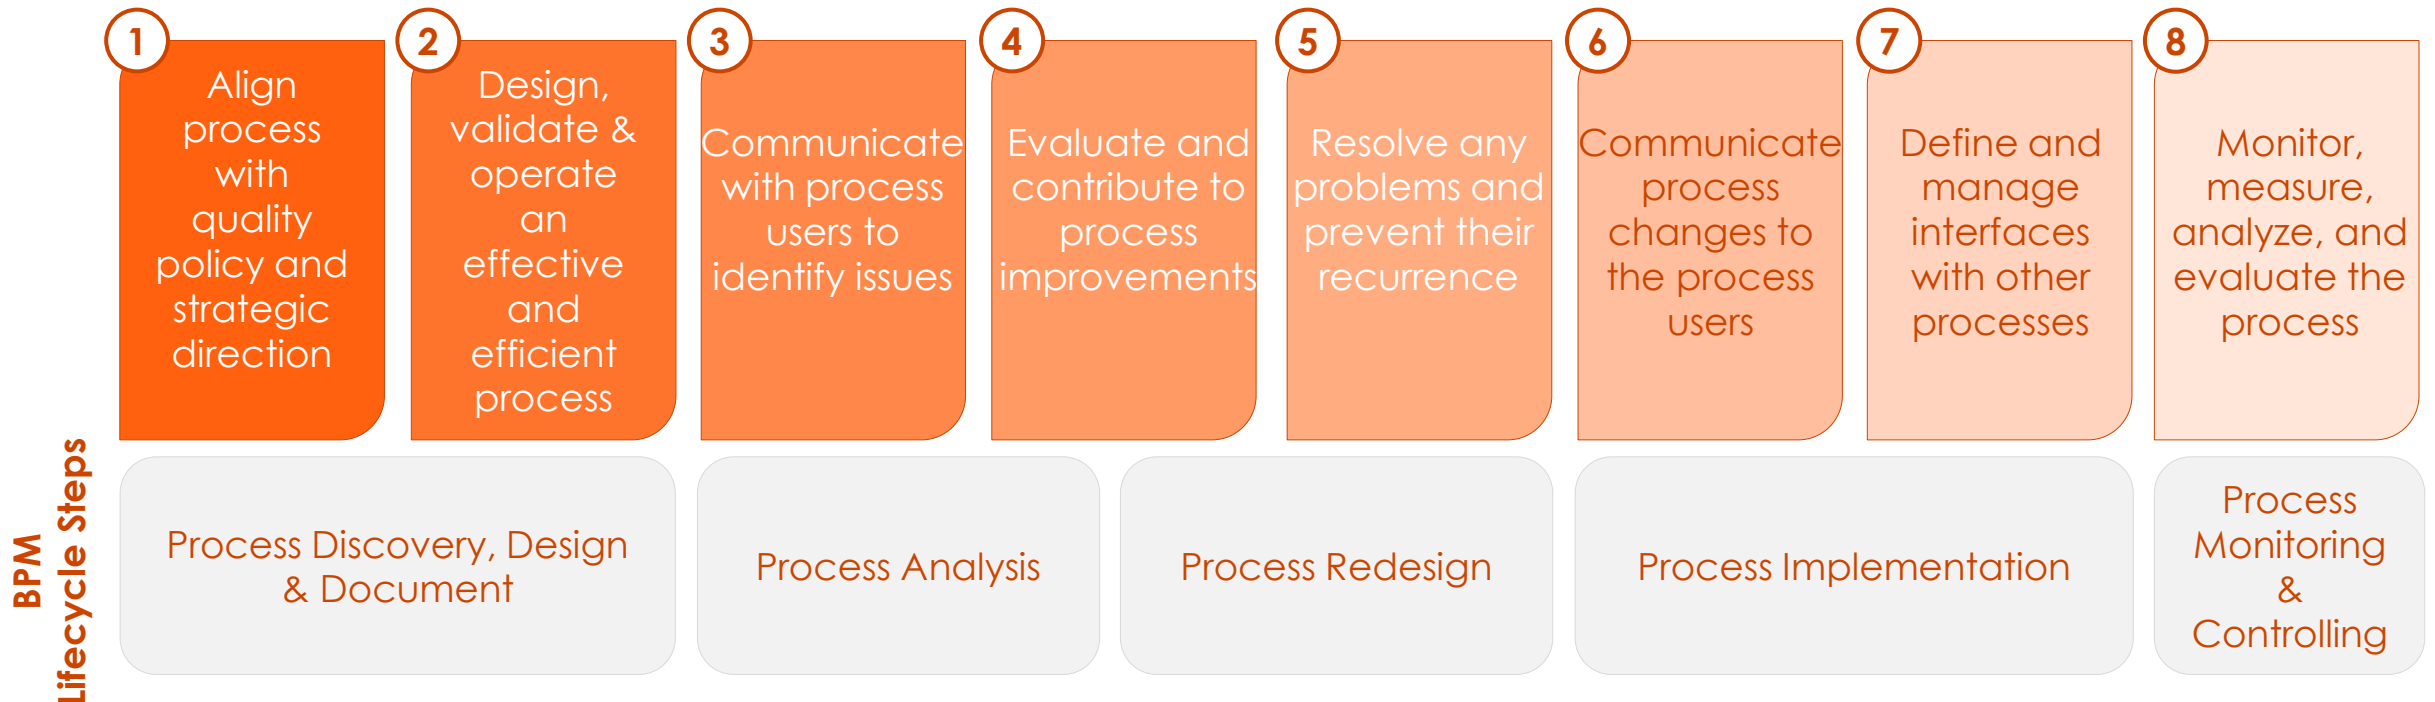 1
Align
process
with
quality
policy and
strategic
direction
2
Design,
validate &
operate
an
effective
and
efficient
process
3
Communicate
with process
users to
identify issues
4
Evaluate and
contribute to
process
improvements
5
Resolve any
problems and
prevent their
recurrence
6
Communicate
process
changes to
the process
users
7
Define and
manage
interfaces
with other
processes
8
Monitor,
measure,
analyze, and
evaluate the
process
BPM
Lifecycle Steps
Process Discovery, Design
& Document
Process Analysis
Process Redesign
Process Implementation
Process
Monitoring
&
Controlling